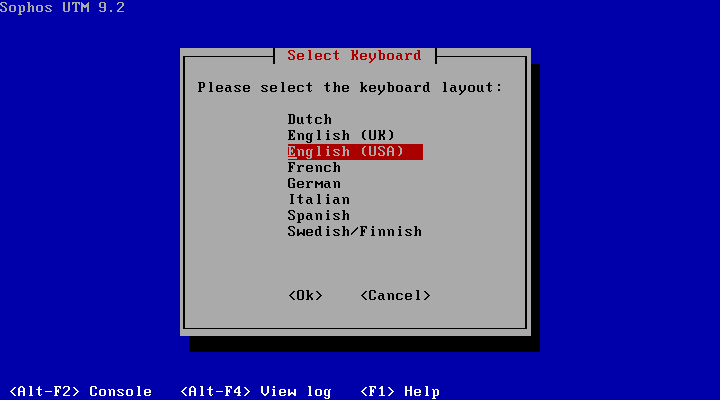 Sophos UTM 9.2
Select Keyboard
Please select the keyboard layout:
Dutch
English (UK)
English (USA)
French
German
Italian
Spanish
Swedish/Finnish
<Ok> <Cancel>
<Alt-F2> Console <Alt-F4> View log <F1> Help